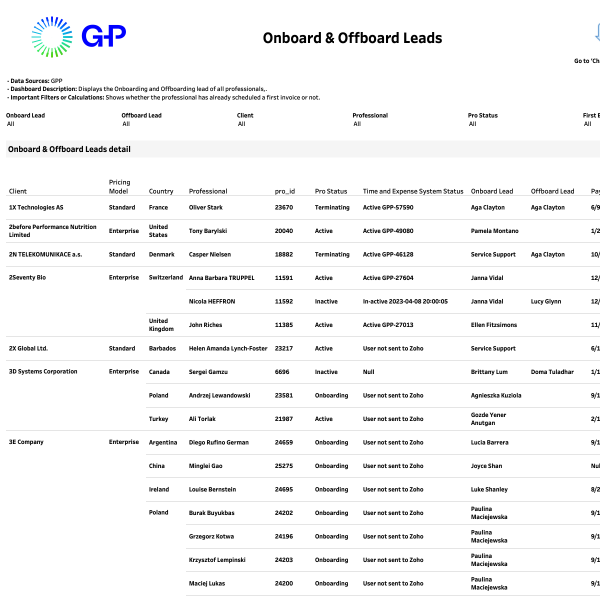 G-P
Onboard & Offboard Leads
Go to 'Ch
- Data Sources: GPP
- Dashboard Description: Displays the Onboarding and Offboarding lead of all professionals,.
- Important Filters or Calculations: Shows whether the professional has already scheduled a first invoice or not.
Onboard Lead Offboard Lead Client Professional Pro Status First
All All All All All All
Onboard & Offboard Leads detail
Client Pricing Model Country Professional pro_id Pro Status Time and Expense System Status Onboard Lead Offboard Lead Pay
1X Technologies AS Standard France Oliver Stark 23670 Terminating Active GPP-57590 Aga Clayton Aga Clayton 6/9
2before Performance Nutrition Limited Enterprise United States Tony Barylski 20040 Active Active GPP-49080 Pamela Montano 1/2
2N TELEKOMUNIKACE a.s. Standard Denmark Casper Nielsen 18882 Terminating Active GPP-46128 Service Support Aga Clayton 10/
2Seventy Bio Enterprise Switzerland Anna Barbara TRUPPEL 11591 Active Active GPP-27604 Janna Vidal 12/
Nicola HEFFRON 11592 Inactive In-active 2023-04-08 20:00:05 Janna Vidal Lucy Glynn 12/
United Kingdom John Riches 11385 Active Active GPP-27013 Ellen Fitzsimons 11/
2X Global Ltd. Standard Barbados Helen Amanda Lynch-Foster 23217 Active User not sent to Zoho Service Support 6/1
3D Systems Corporation Enterprise Canada Sergei Gamzu 6696 Inactive Null Brittany Lum Doma Tuladhar 1/1
Poland Andrzej Lewandowski 23581 Onboarding User not sent to Zoho Agnieszka Kuziola 9/1
Turkey Ali Torlak 21987 Active User not sent to Zoho Gozde Yener Anutgan 2/1
3E Company Enterprise Argentina Diego Rufino German 24659 Onboarding User not sent to Zoho Lucia Barrera 9/1
China Minglei Gao 25275 Onboarding User not sent to Zoho Joyce Shan Nul
Ireland Louise Bernstein 24695 Onboarding User not sent to Zoho Luke Shanley 8/2
Poland Burak Buyukbas 24202 Onboarding User not sent to Zoho Paulina Maciejewska 9/1
Grzegorz Kotwa 24196 Onboarding User not sent to Zoho Paulina Maciejewska 9/1
Krzysztof Lempinski 24203 Onboarding User not sent to Zoho Paulina Maciejewska 9/1
Maciej Lukas 24200 Onboarding User not sent to Zoho Paulina Maciejewska 9/1